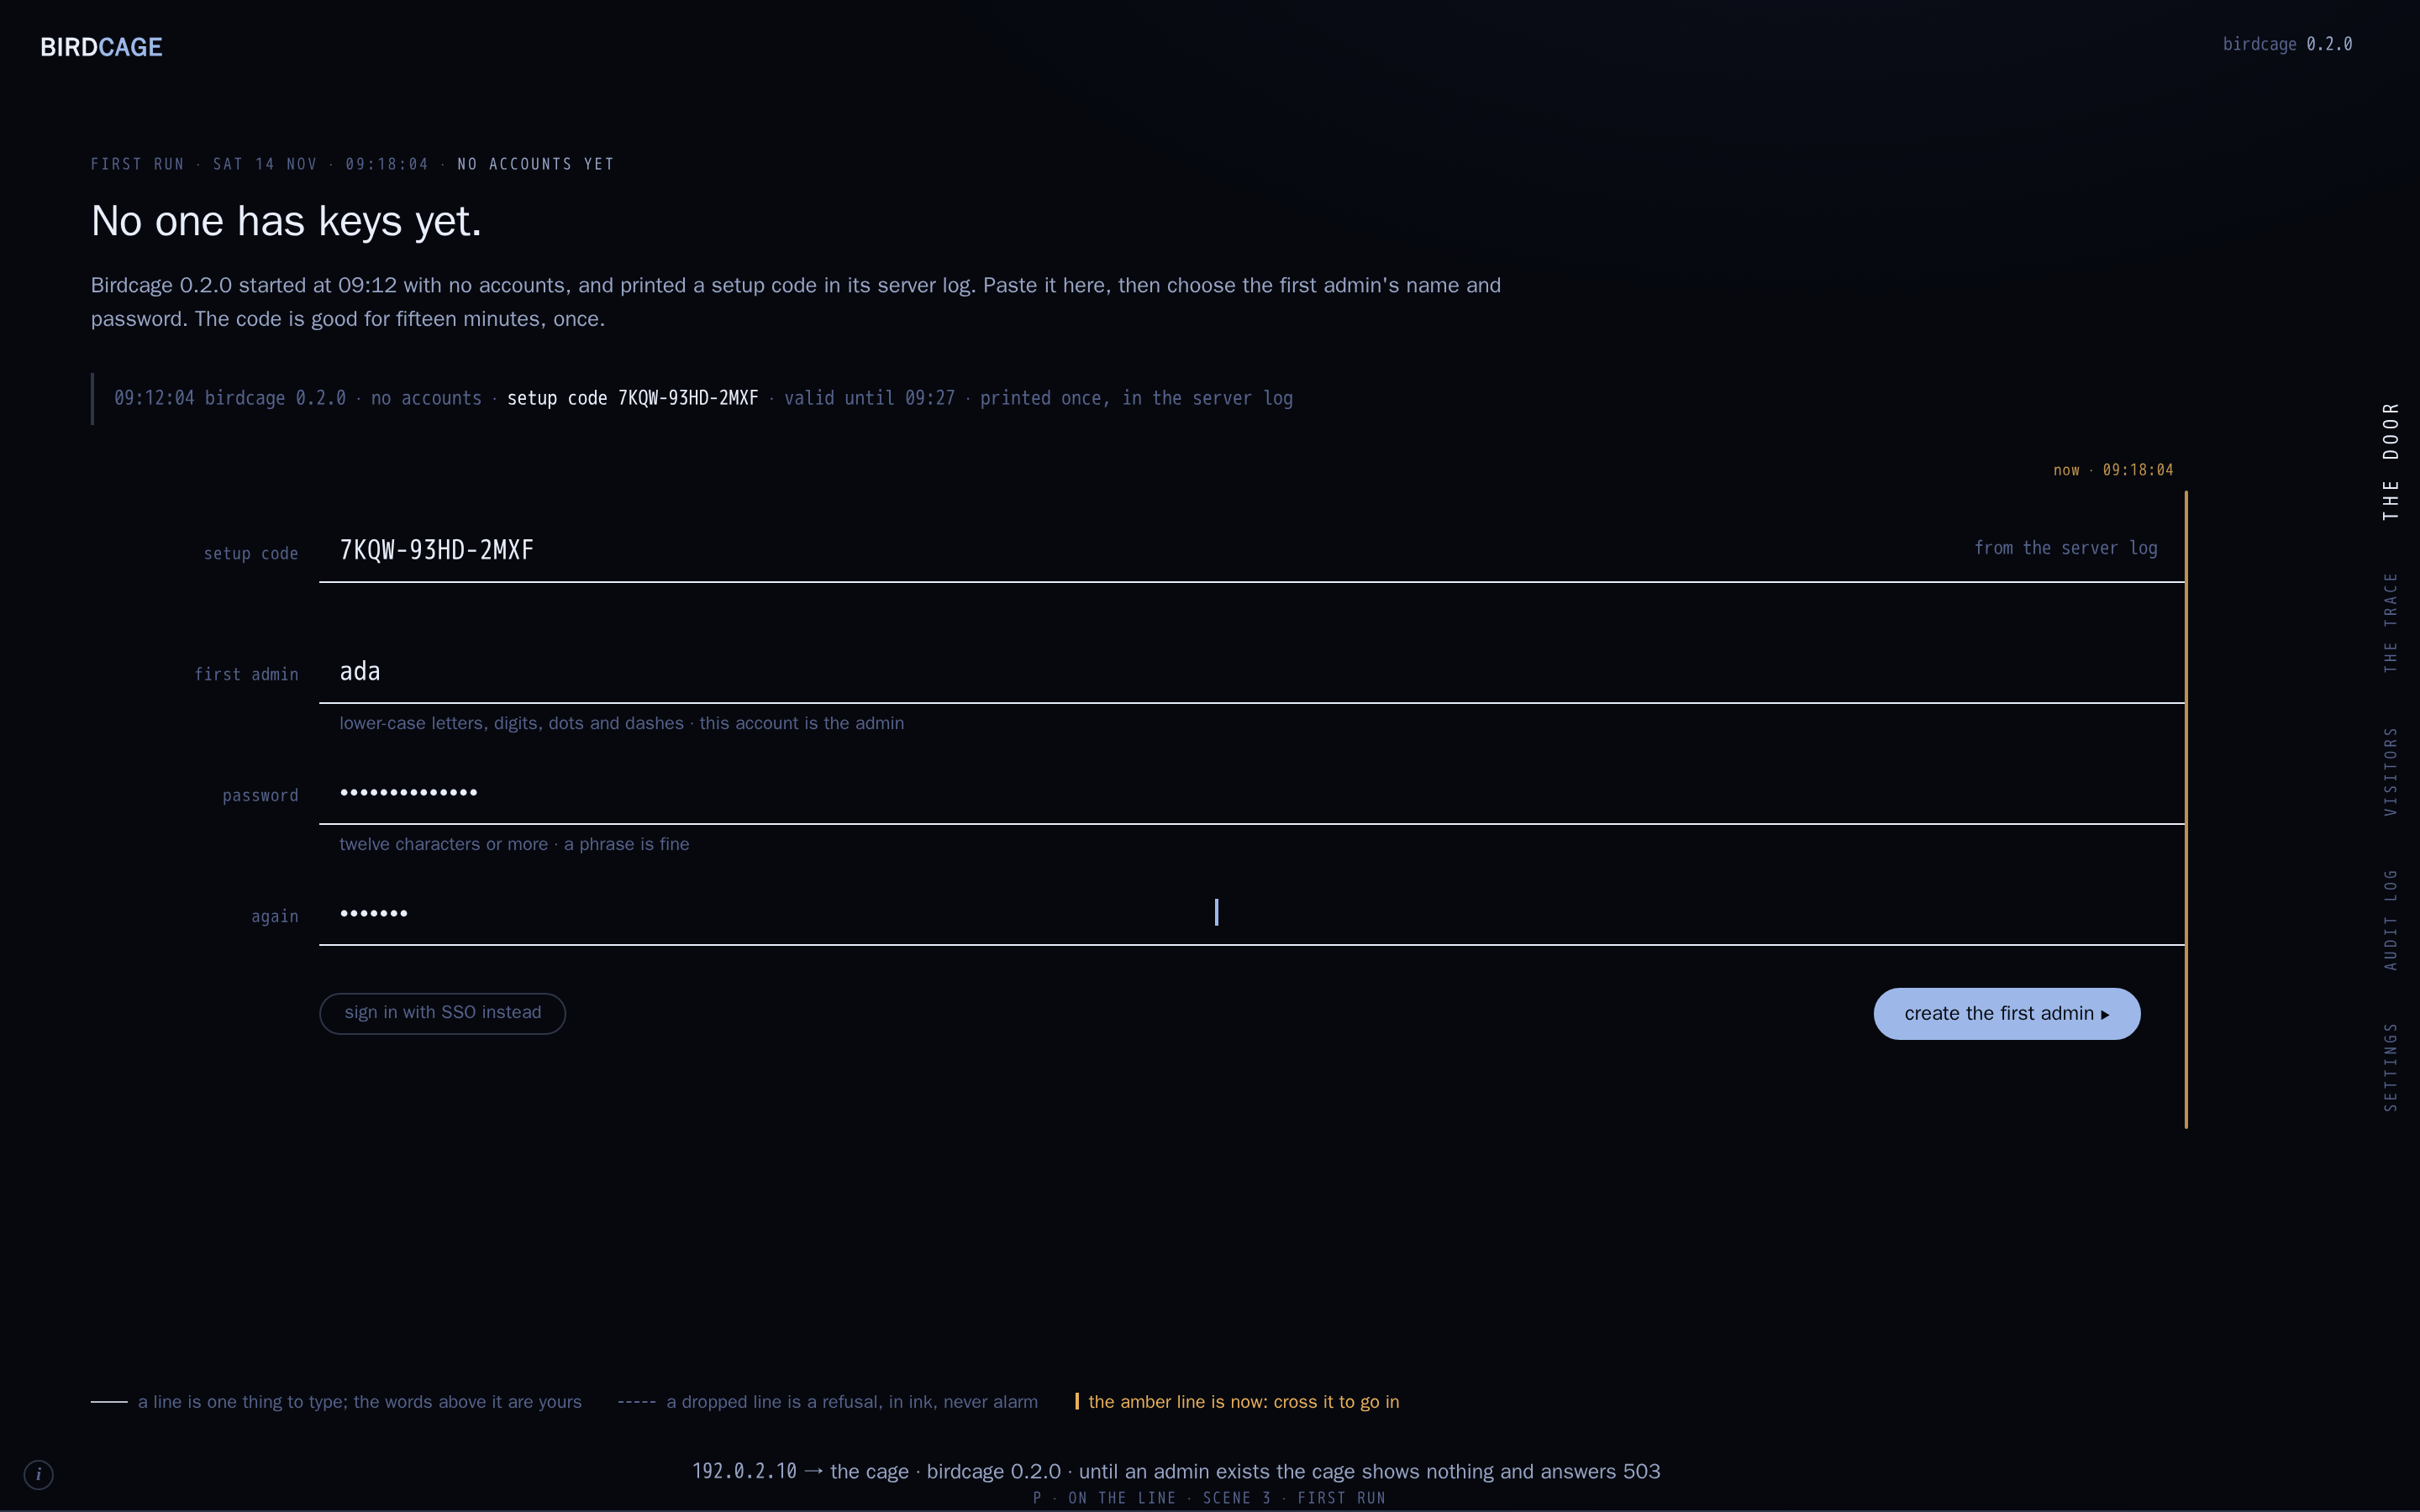 BIRDCAGE
birdcage 0.2.0
FIRST RUN · SAT 14 NOV · 09:18:04 · NO ACCOUNTS YET
No one has keys yet.
Birdcage 0.2.0 started at 09:12 with no accounts, and printed a setup code in its server log. Paste it here, then choose the first admin's name and
password. The code is good for fifteen minutes, once.
09:12:04 birdcage 0.2.0 · no accounts · setup code 7KQW-93HD-2MXF · valid until 09:27 · printed once, in the server log
now · 09:18:04
setup code 7KQW-93HD-2MXF from the server log
first admin ada
lower-case letters, digits, dots and dashes · this account is the admin
password ••••••••••••••
twelve characters or more · a phrase is fine
again •••••••
sign in with SSO instead
create the first admin ▸
THE DOOR
THE TRACE
VISITORS
AUDIT LOG
SETTINGS
a line is one thing to type; the words above it are yours
a dropped line is a refusal, in ink, never alarm
the amber line is now: cross it to go in
i
192.0.2.10 → the cage · birdcage 0.2.0 · until an admin exists the cage shows nothing and answers 503
P · ON THE LINE · SCENE 3 · FIRST RUN